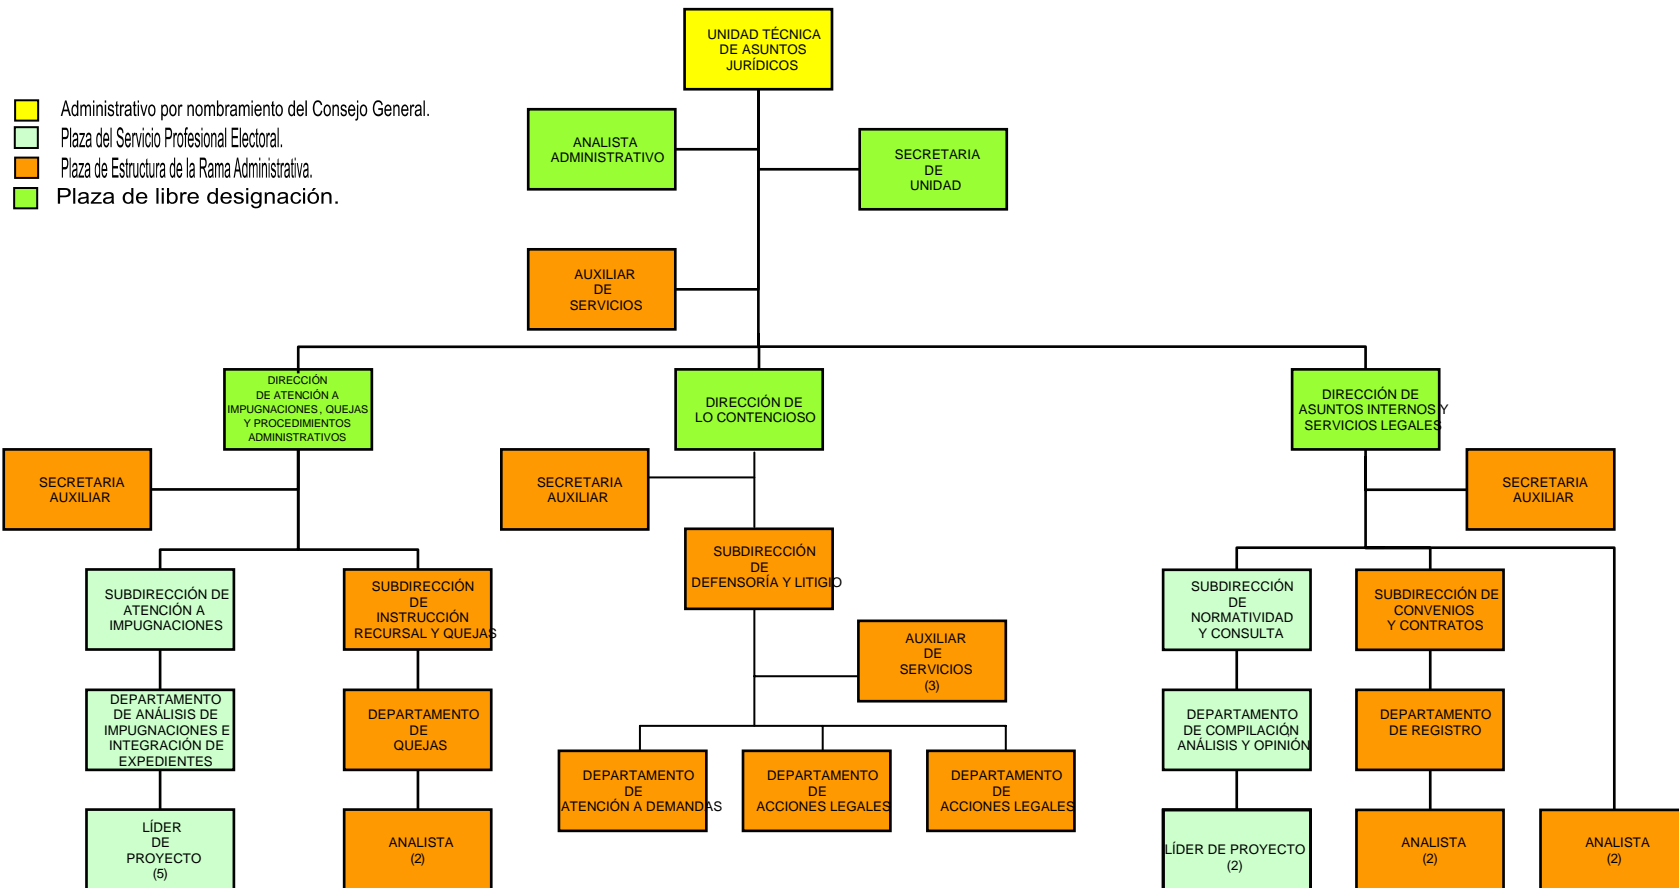 UNIDAD TÉCNICA
DE ASUNTOS
JURÍDICOS
Administrativo por nombramiento del Consejo General.
Plaza del Servicio Profesional Electoral.
Plaza de Estructura de la Rama Administrativa.
Plaza de libre designación.
ANALISTA
ADMINISTRATIVO
SECRETARIA
DE
UNIDAD
AUXILIAR
DE
SERVICIOS
DIRECCIÓN
DE ATENCIÓN A
IMPUGNACIONES, QUEJAS
Y PROCEDIMIENTOS
ADMINISTRATIVOS
DIRECCIÓN DE
LO CONTENCIOSO
DIRECCIÓN DE
ASUNTOS INTERNOS Y
SERVICIOS LEGALES
SECRETARIA
AUXILIAR
SECRETARIA
AUXILIAR
SECRETARIA
AUXILIAR
SUBDIRECCIÓN DE
ATENCIÓN A
IMPUGNACIONES
SUBDIRECCIÓN
DE
INSTRUCCIÓN
RECURSAL Y QUEJAS
SUBDIRECCIÓN
DE
DEFENSORÍA Y LITIGIO
SUBDIRECCIÓN
DE
NORMATIVIDAD
Y CONSULTA
SUBDIRECCIÓN DE
CONVENIOS
Y CONTRATOS
AUXILIAR
DE
SERVICIOS
(3)
DEPARTAMENTO
DE ANÁLISIS DE
IMPUGNACIONES E
INTEGRACIÓN DE
EXPEDIENTES
DEPARTAMENTO
DE
QUEJAS
DEPARTAMENTO
DE COMPILACIÓN,
ANÁLISIS Y OPINIÓN
DEPARTAMENTO
DE REGISTRO
DEPARTAMENTO
DE
ATENCIÓN A DEMANDAS
DEPARTAMENTO
DE
ACCIONES LEGALES
DEPARTAMENTO
DE
ACCIONES LEGALES
LÍDER
DE
PROYECTO
(5)
ANALISTA
(2)
LÍDER DE PROYECTO
(2)
ANALISTA
(2)
ANALISTA
(2)